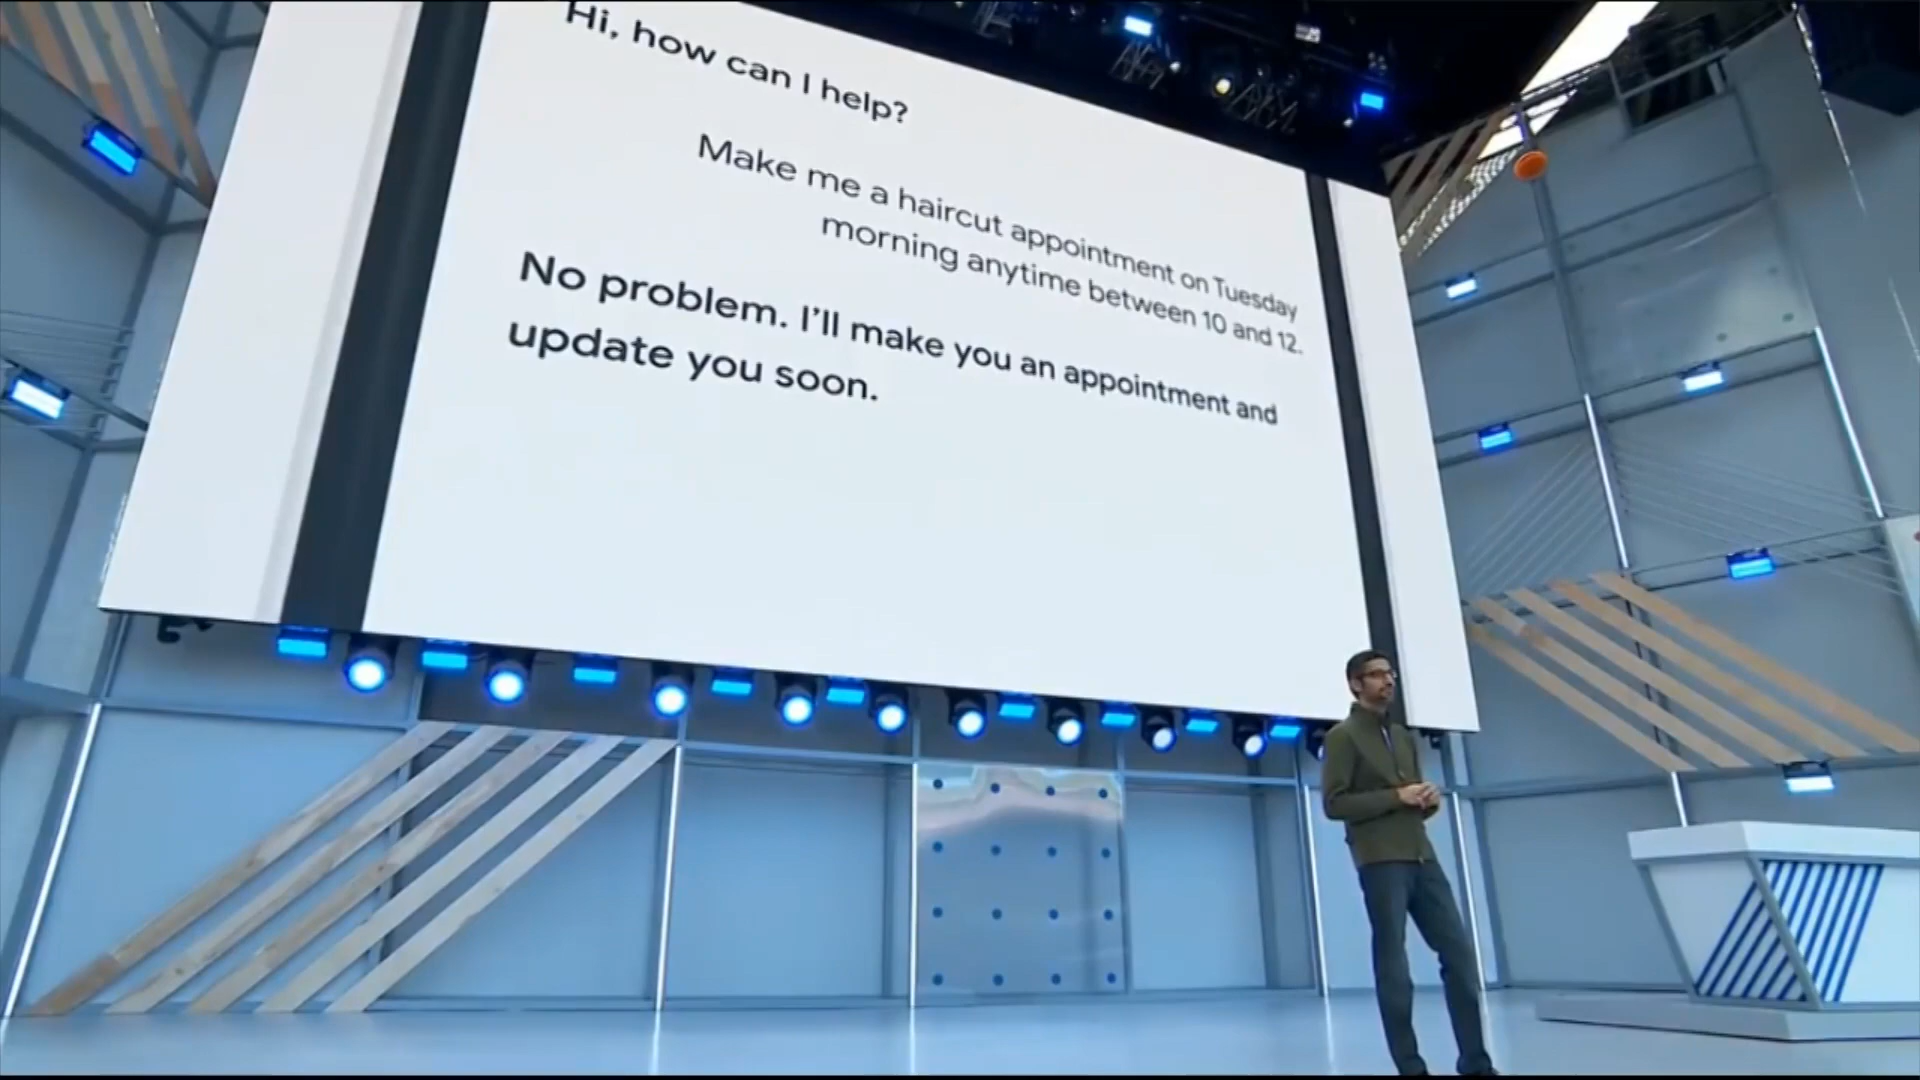 Hi, how can I help?
Make me a haircut appointment on Tuesday
morning anytime between 10 and 12.
No problem. I'll make you an appointment and
update you soon.